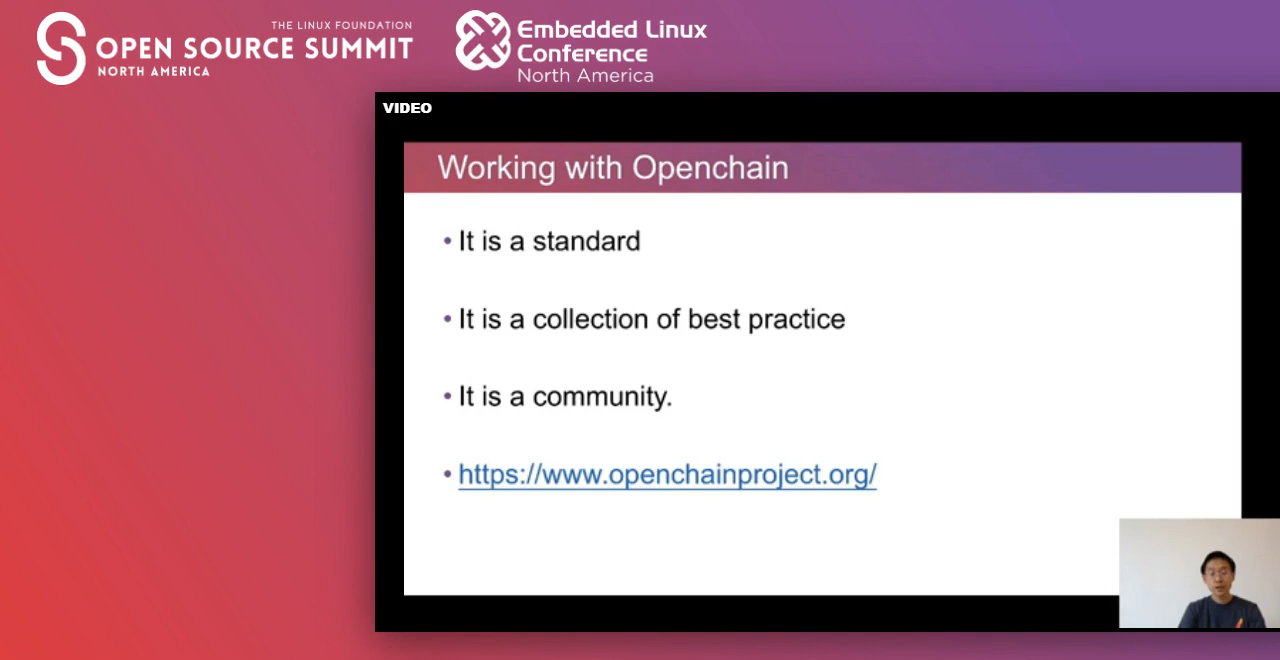 THE LINUX FOUNDATION
OPEN SOURCE SUMMIT
NORTH AMERICA
Embedded Linux
Conference
North America
VIDEO
Working with Openchain
• It is a standard
• It is a collection of best practice
• It is a community.
• https://www.openchainproject.org/